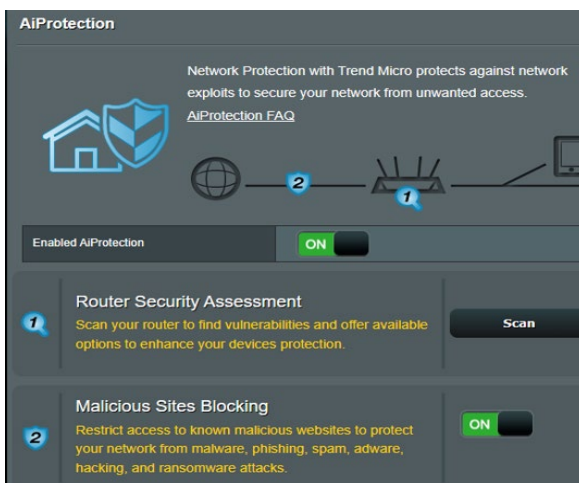 AiProtection
Network Protection with Trend Micro protects against network
exploits to secure your network from unwanted access.
AiProtection FAQ
2
1
Enabled AiProtection
ON
1
Router Security Assessment
Scan your router to find vulnerabilities and offer available
options to enhance your devices protection.
Scan
2
Malicious Sites Blocking
Restrict access to known malicious websites to protect
your network from malware, phishing, spam, adware,
hacking, and ransomware attacks.
ON